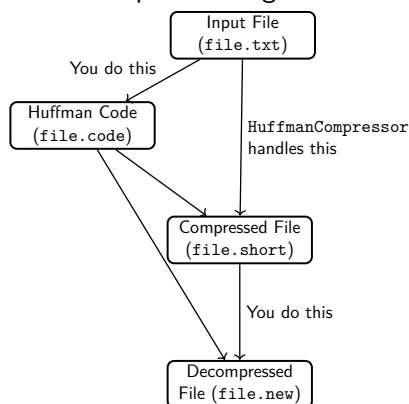 Input File
(file.txt)
You do this
Huffman Code
(file.code)
HuffmanCompressor
handles this
Compressed File
(file.short)
You do this
Decompressed
File (file.new)